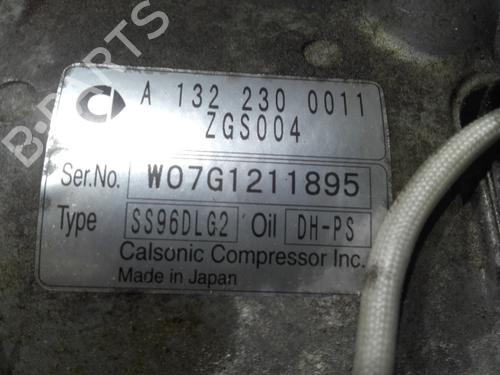 B-PARTS
A 132 230 0011
ZGS004
Ser.No. W07G1211895
Type SS96DLG2 Oil DH-PS
Calsonic Compressor Inc.
Made in Japan